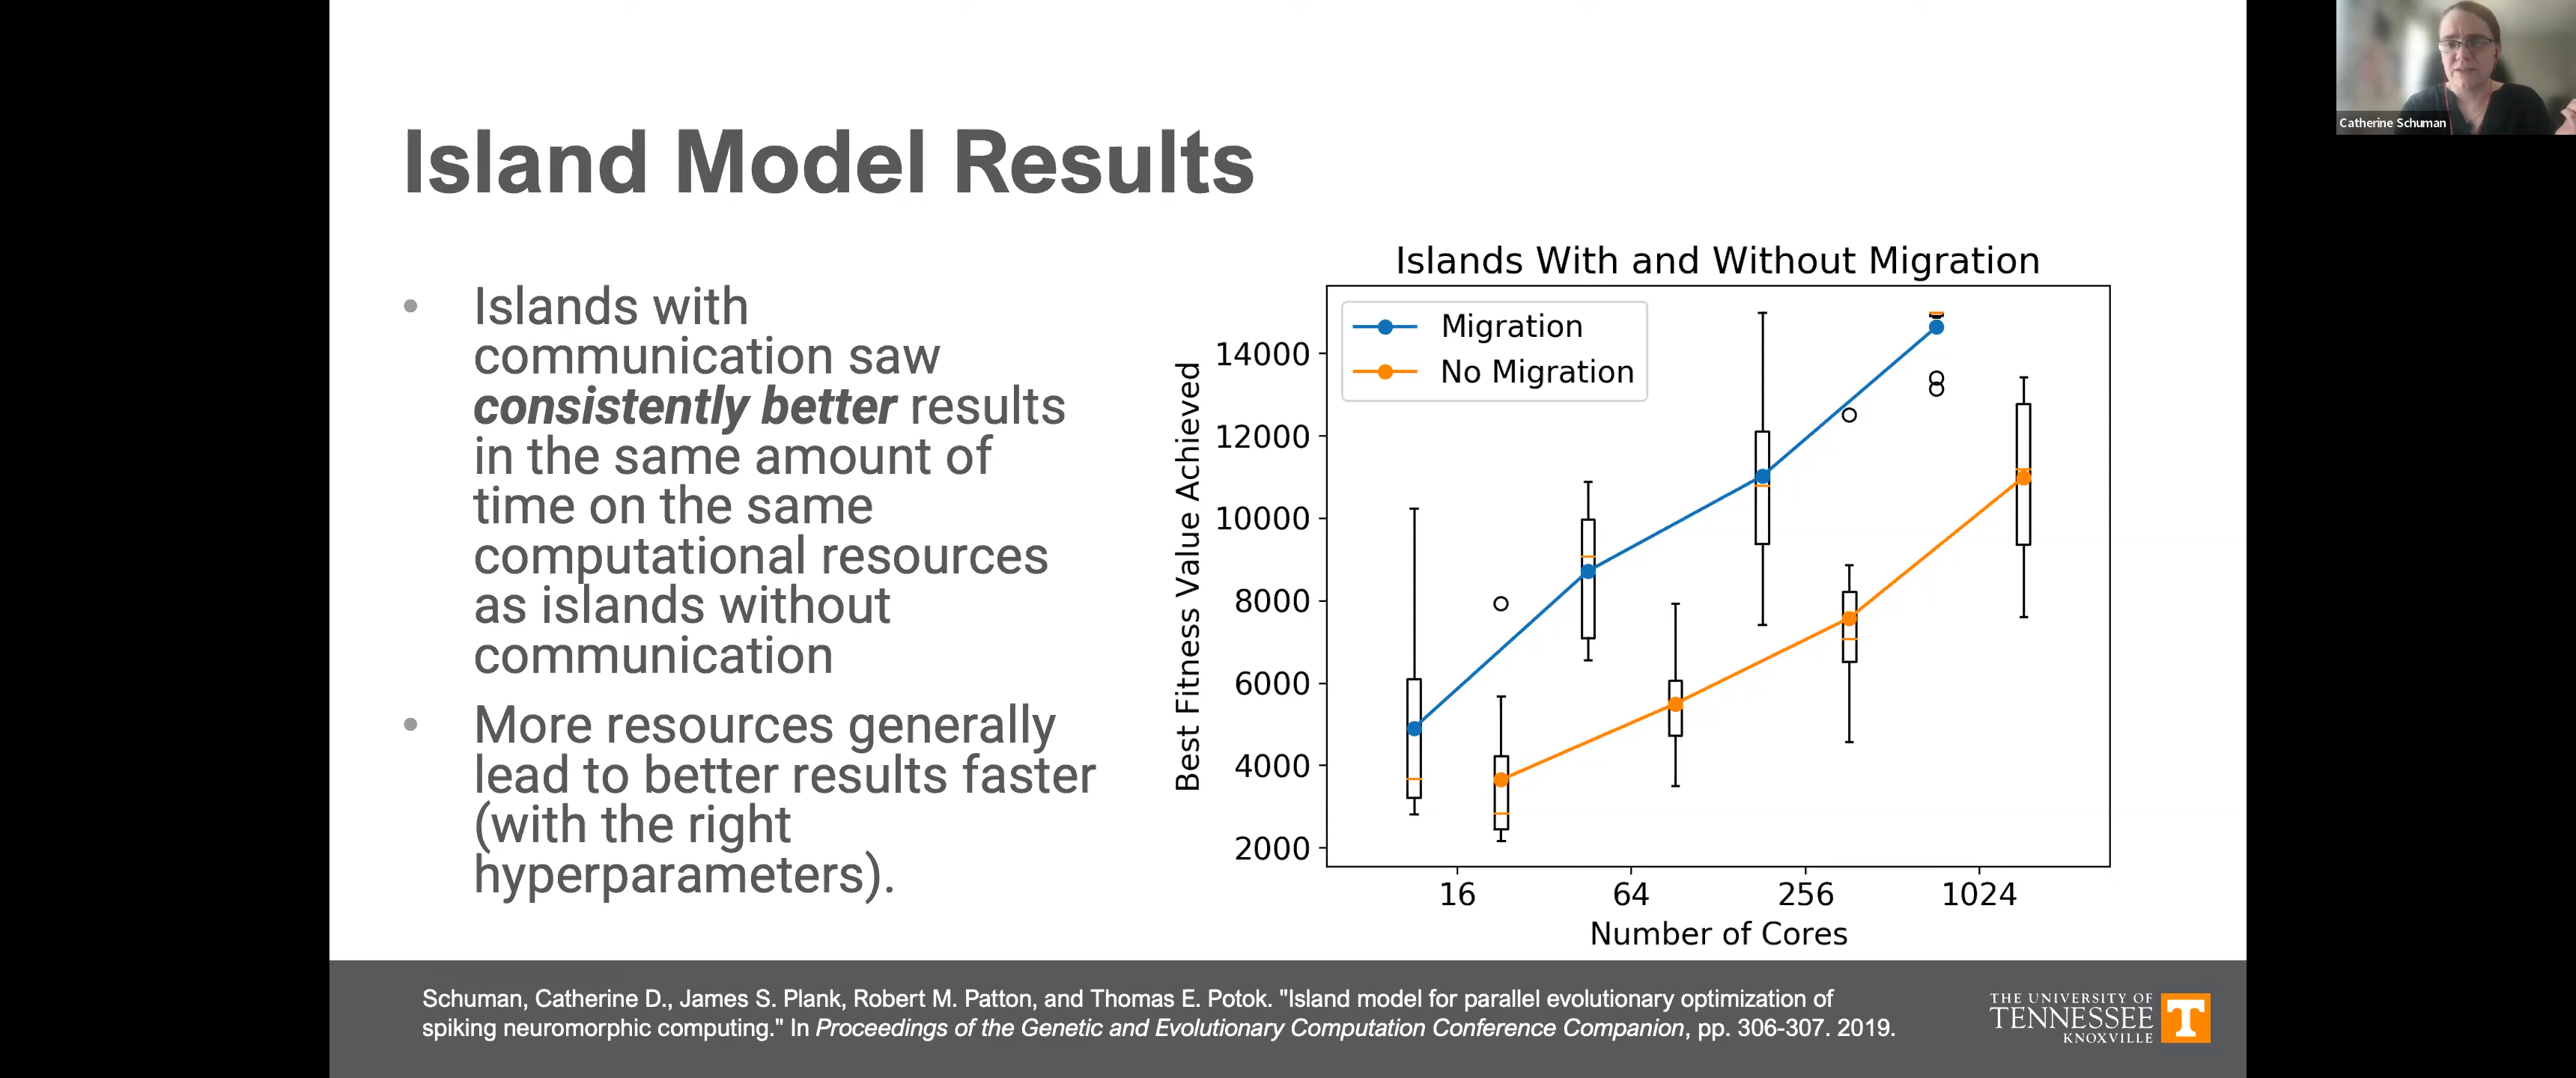 Catherine Schuman
Island Model Results
• Islands with
communication saw
consistently better results
in the same amount of
time on the same
computational resources
as islands without
communication
• More resources generally
lead to better results faster
(with the right
hyperparameters).
Islands With and Without Migration
Migration
No Migration
Best Fitness Value Achieved
14000
12000
10000
8000
6000
4000
2000
16 64 256 1024
Number of Cores
Schuman, Catherine D., James S. Plank, Robert M. Patton, and Thomas E. Potok. "Island model for parallel evolutionary optimization of
spiking neuromorphic computing." In Proceedings of the Genetic and Evolutionary Computation Conference Companion, pp. 306-307. 2019.
THE UNIVERSITY OF
TENNESSEE
KNOXVILLE
T